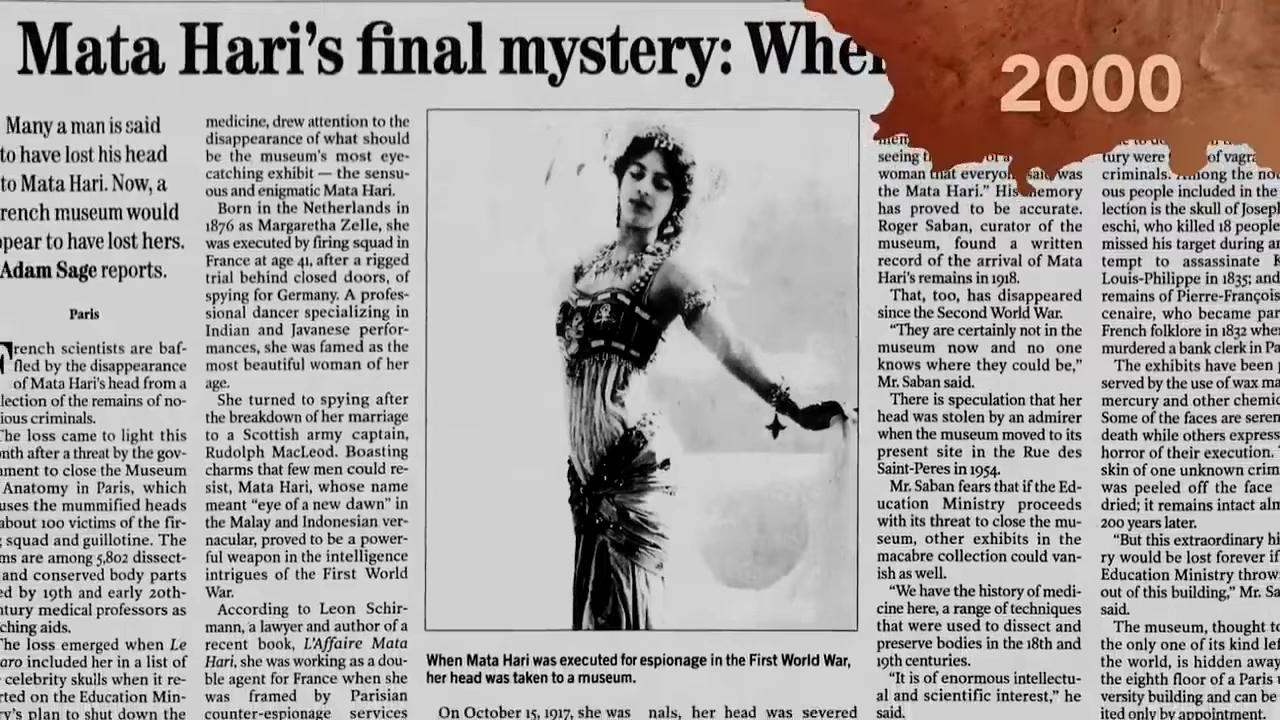 Mata Hari's final mystery:
2000
Many a man is said
to have lost his head
to Mata Hari. Now, a
museum would
to have lost hers.
Adam Sage reports.
Paris
French scientists are baf-
fled by the disappearance
of Mata Hari's head from a
of the remains of no-
criminals.
The loss came to light this
after a threat by the gov-
to close the Museum
Anatomy in Paris, which
the mummified heads
about 100 victims of the fir-
squad and guillotine. The
are among 5,802 dissect-
and conserved body parts
by 19th and early 20th-
medical professors as
aids.
The loss emerged when Le
included her in a list of
celebrity skulls when it re-
on the Education Min-
plan to shut down the
medicine, drew attention to the
disappearance of what should
be the museum's most eye-
catching exhibit — the sensu-
ous and enigmatic Mata Hari.
Born in the Netherlands in
1876 as Margaretha Zelle, she
was executed by firing squad in
France at age 41, after a rigged
trial behind closed doors, of
spying for Germany. A profes-
sional dancer specializing in
Indian and Javanese perfor-
mances, she was famed as the
most beautiful woman of her
age.
She turned to spying after
the breakdown of her marriage
to a Scottish army captain,
Rudolph MacLeod. Boasting
charms that few men could re-
sist, Mata Hari, whose name
meant "eye of a new dawn" in
the Malay and Indonesian ver-
nacular, proved to be a power-
ful weapon in the intelligence
intrigues of the First World
War.
According to Leon Schir-
mann, a lawyer and author of a
recent book, L'Affaire Mata
Hari, she was working as a dou-
ble agent for France when she
was framed by Parisian
counter-espionage services
When Mata Hari was executed for espionage in the First World War,
her head was taken to a museum.
On October 15, 1917, she was
nals, her head was severed
seeing
woman that everyone said was
the Mata Hari." His memory
has proved to be accurate.
Roger Saban, curator of the
museum, found a written
record of the arrival of Mata
Hari's remains in 1918.
That, too, has disappeared
since the Second World War.
"They are certainly not in the
museum now and no one
knows where they could be,"
Mr. Saban said.
There is speculation that her
head was stolen by an admirer
when the museum moved to its
present site in the Rue des
Saint-Peres in 1954.
Mr. Saban fears that if the Ed-
ucation Ministry proceeds
with its threat to close the mu-
seum, other exhibits in the
macabre collection could van-
ish as well.
"We have the history of medi-
cine here, a range of techniques
that were used to dissect and
preserve bodies in the 18th and
19th centuries.
"It is of enormous intellectu-
al and scientific interest," he
said.
tury were of
criminals. Among the
ous people included in the
lection is the skull of Joseph
eschi, who killed 18 people
missed his target during
tempt to assassinate
Louis-Philippe in 1835; and
remains of Pierre-François
cenaire, who became
French folklore in 1832 when
murdered a bank clerk in
The exhibits have been
served by the use of wax
mercury and other
Some of the faces are
death while others
horror of their execution.
skin of one unknown
was peeled off the face
dried; it remains intact
200 years later.
"But this extraordinary
ry would be lost forever if
Education Ministry
out of this building," Mr.
said.
The museum, thought to
the only one of its kind
the world, is hidden away
the eighth floor of a Paris
versity building and can be
ited only by appointment.